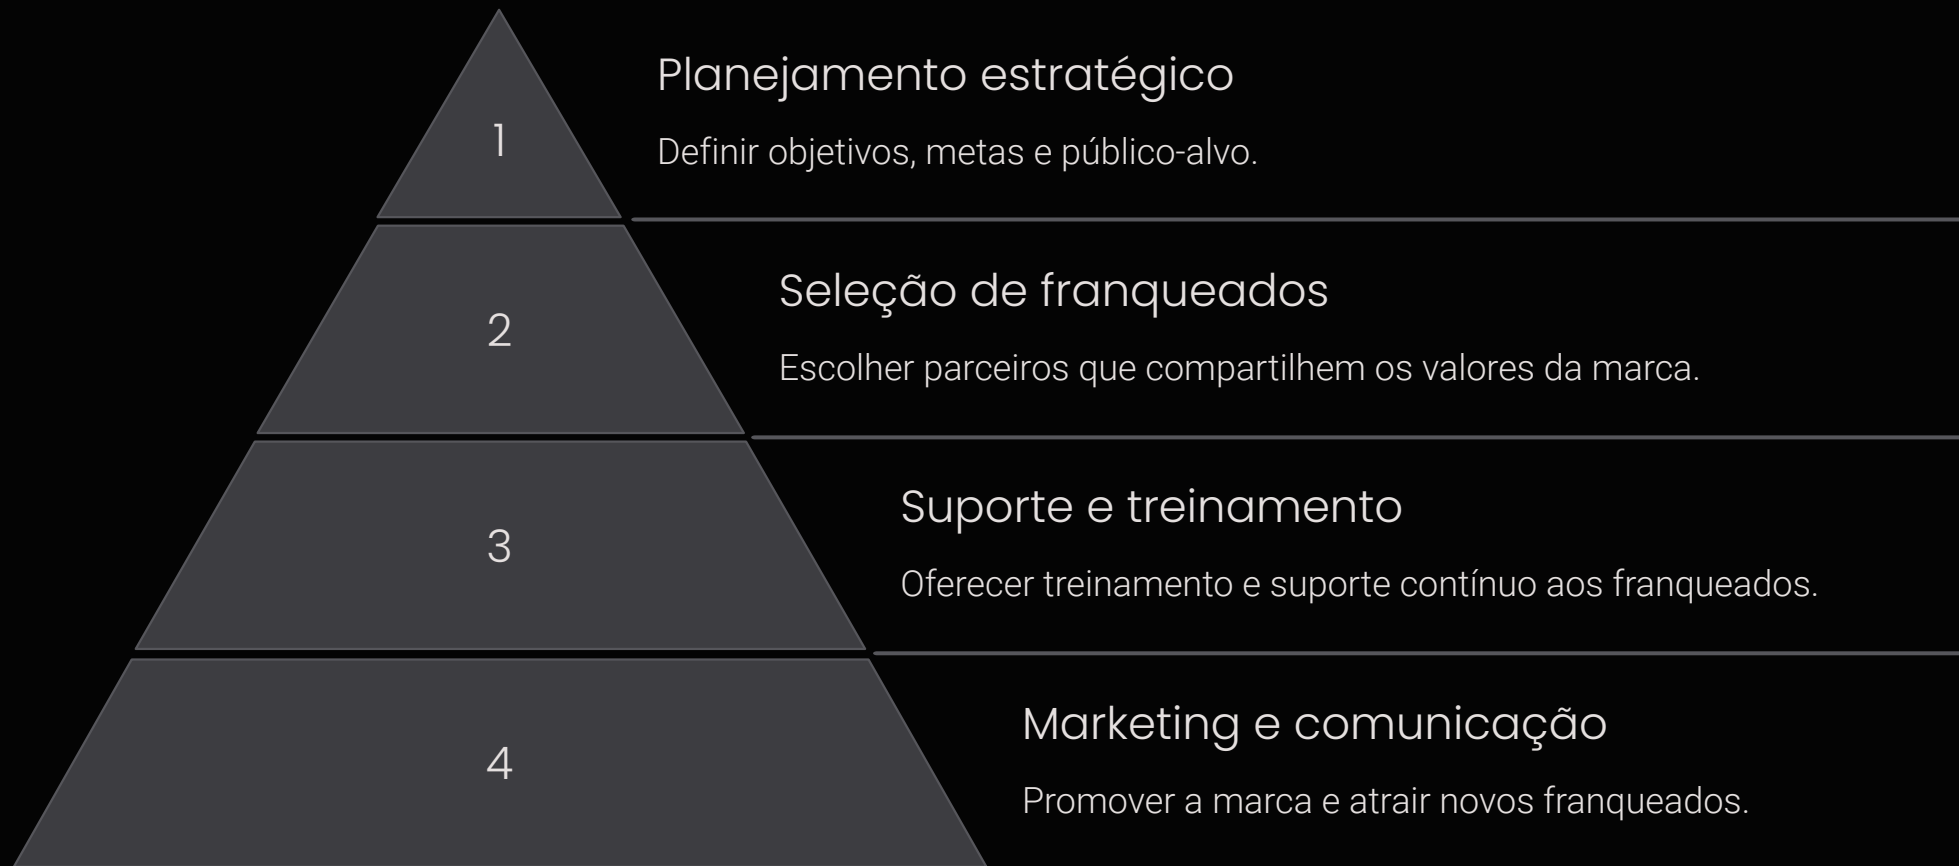 1
Planejamento estratégico
Definir objetivos, metas e público-alvo.
2
Seleção de franqueados
Escolher parceiros que compartilhem os valores da marca.
3
Suporte e treinamento
Oferecer treinamento e suporte contínuo aos franqueados.
4
Marketing e comunicação
Promover a marca e atrair novos franqueados.